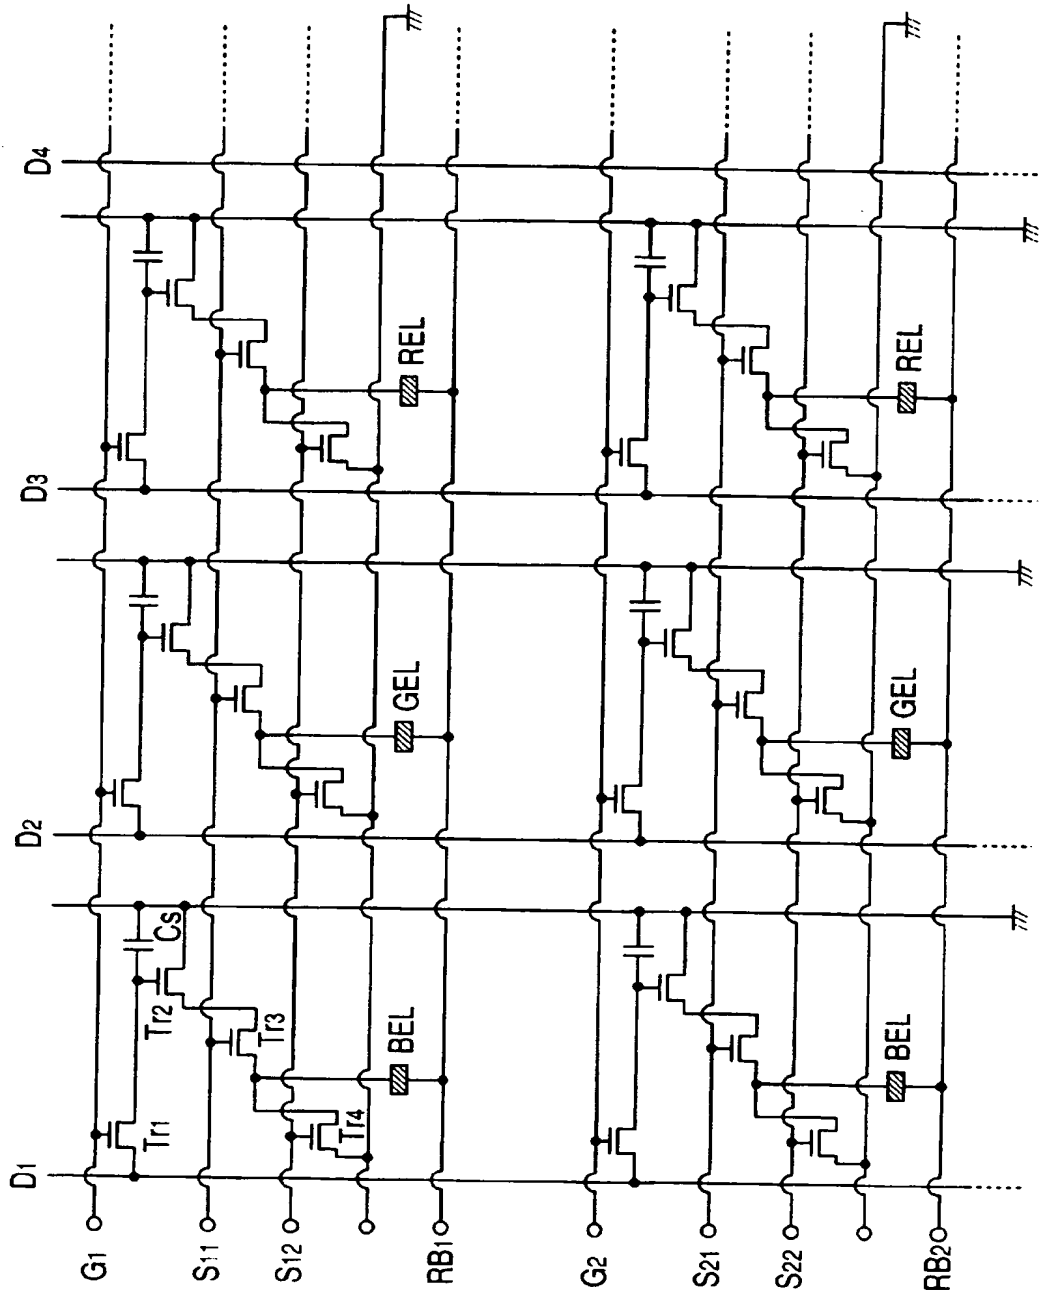 D1 D2 D3 D4
G1
Tr1 Tr2 Cs
S11
Tr3
S12
Tr4
BEL GEL REL
RB1
G2
S21
S22
BEL GEL REL
RB2